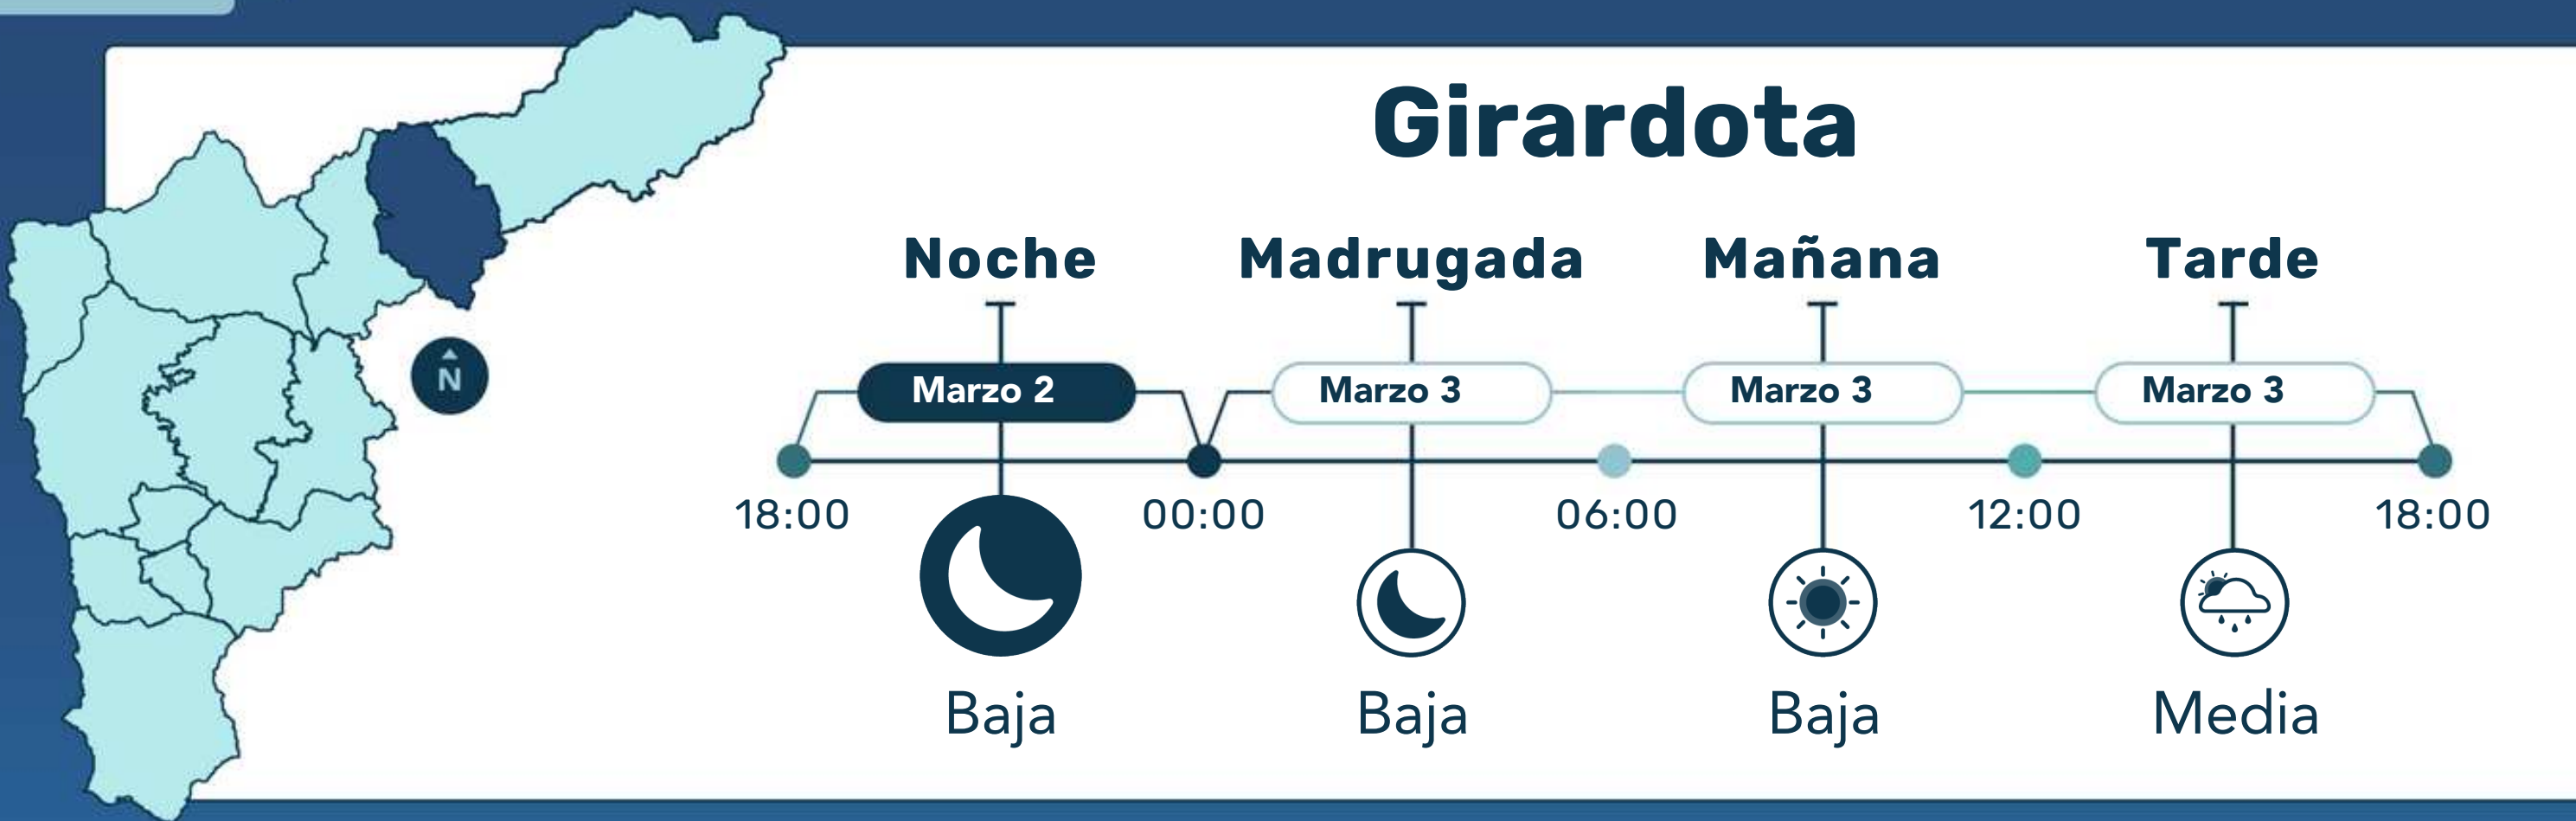 Girardota
Noche Madrugada Mañana Tarde
Marzo 2 Marzo 3 Marzo 3 Marzo 3
N
18:00 00:00 06:00 12:00 18:00
Baja Baja Baja Media